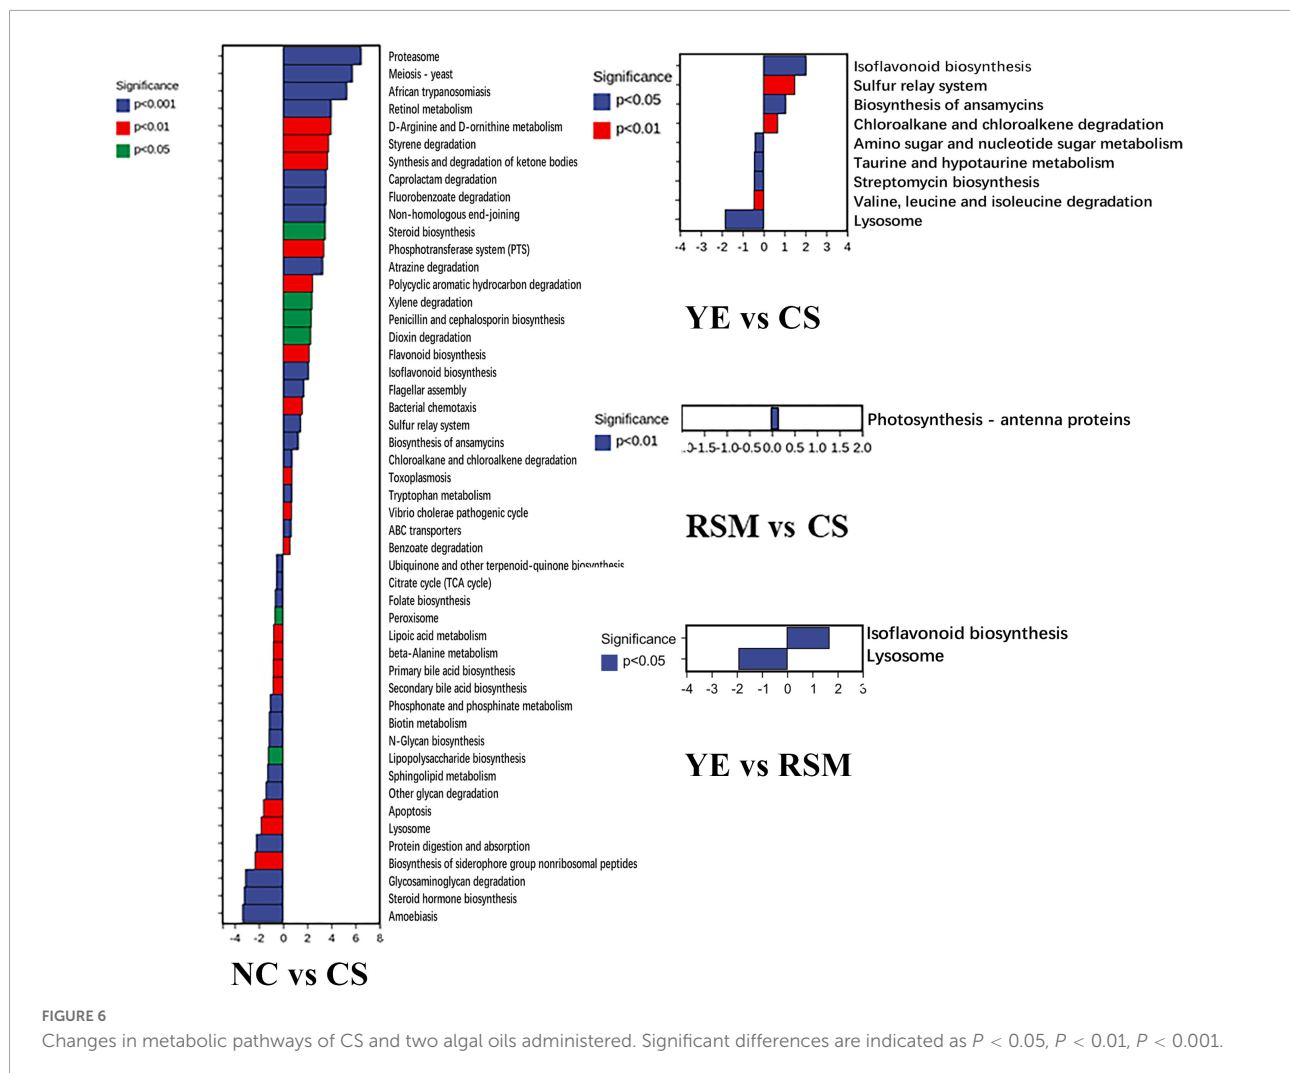 Significance
p<0.001
p<0.01
p<0.05
Proteasome
Meiosis - yeast
African trypanosomiasis
Retinol metabolism
D-Arginine and D-ornithine metabolism
Styrene degradation
Synthesis and degradation of ketone bodies
Caprolactam degradation
Fluorobenzoate degradation
Non-homologous end-joining
Steroid biosynthesis
Phosphotransferase system (PTS)
Atrazine degradation
Polycyclic aromatic hydrocarbon degradation
Xylene degradation
Penicillin and cephalosporin biosynthesis
Dioxin degradation
Flavonoid biosynthesis
Isoflavonoid biosynthesis
Flagellar assembly
Bacterial chemotaxis
Sulfur relay system
Biosynthesis of ansamycins
Chloroalkane and chloroalkene degradation
Toxoplasmosis
Tryptophan metabolism
Vibrio cholerae pathogenic cycle
ABC transporters
Benzoate degradation
Ubiquinone and other terpenoid-quinone biosynthesis
Citrate cycle (TCA cycle)
Folate biosynthesis
Peroxisome
Lipoic acid metabolism
beta-Alanine metabolism
Primary bile acid biosynthesis
Secondary bile acid biosynthesis
Phosphonate and phosphinate metabolism
Biotin metabolism
N-Glycan biosynthesis
Lipopolysaccharide biosynthesis
Sphingolipid metabolism
Other glycan degradation
Apoptosis
Lysosome
Protein digestion and absorption
Biosynthesis of siderophore group nonribosomal peptides
Glycosaminoglycan degradation
Steroid hormone biosynthesis
Amoebiasis
-4 -2 0 2 4 6 8
NC vs CS
Significance
p<0.05
p<0.01
Isoflavonoid biosynthesis
Sulfur relay system
Biosynthesis of ansamycins
Chloroalkane and chloroalkene degradation
Amino sugar and nucleotide sugar metabolism
Taurine and hypotaurine metabolism
Streptomycin biosynthesis
Valine, leucine and isoleucine degradation
Lysosome
-4 -3 -2 -1 0 1 2 3 4
YE vs CS
Significance
p<0.01
Photosynthesis - antenna proteins
.0-1.5-1.0-0.5 0.0 0.5 1.0 1.5 2.0
RSM vs CS
Significance
p<0.05
Isoflavonoid biosynthesis
Lysosome
-4 -3 -2 -1 0 1 2 3
YE vs RSM
FIGURE 6
Changes in metabolic pathways of CS and two algal oils administered. Significant differences are indicated as P < 0.05, P < 0.01, P < 0.001.